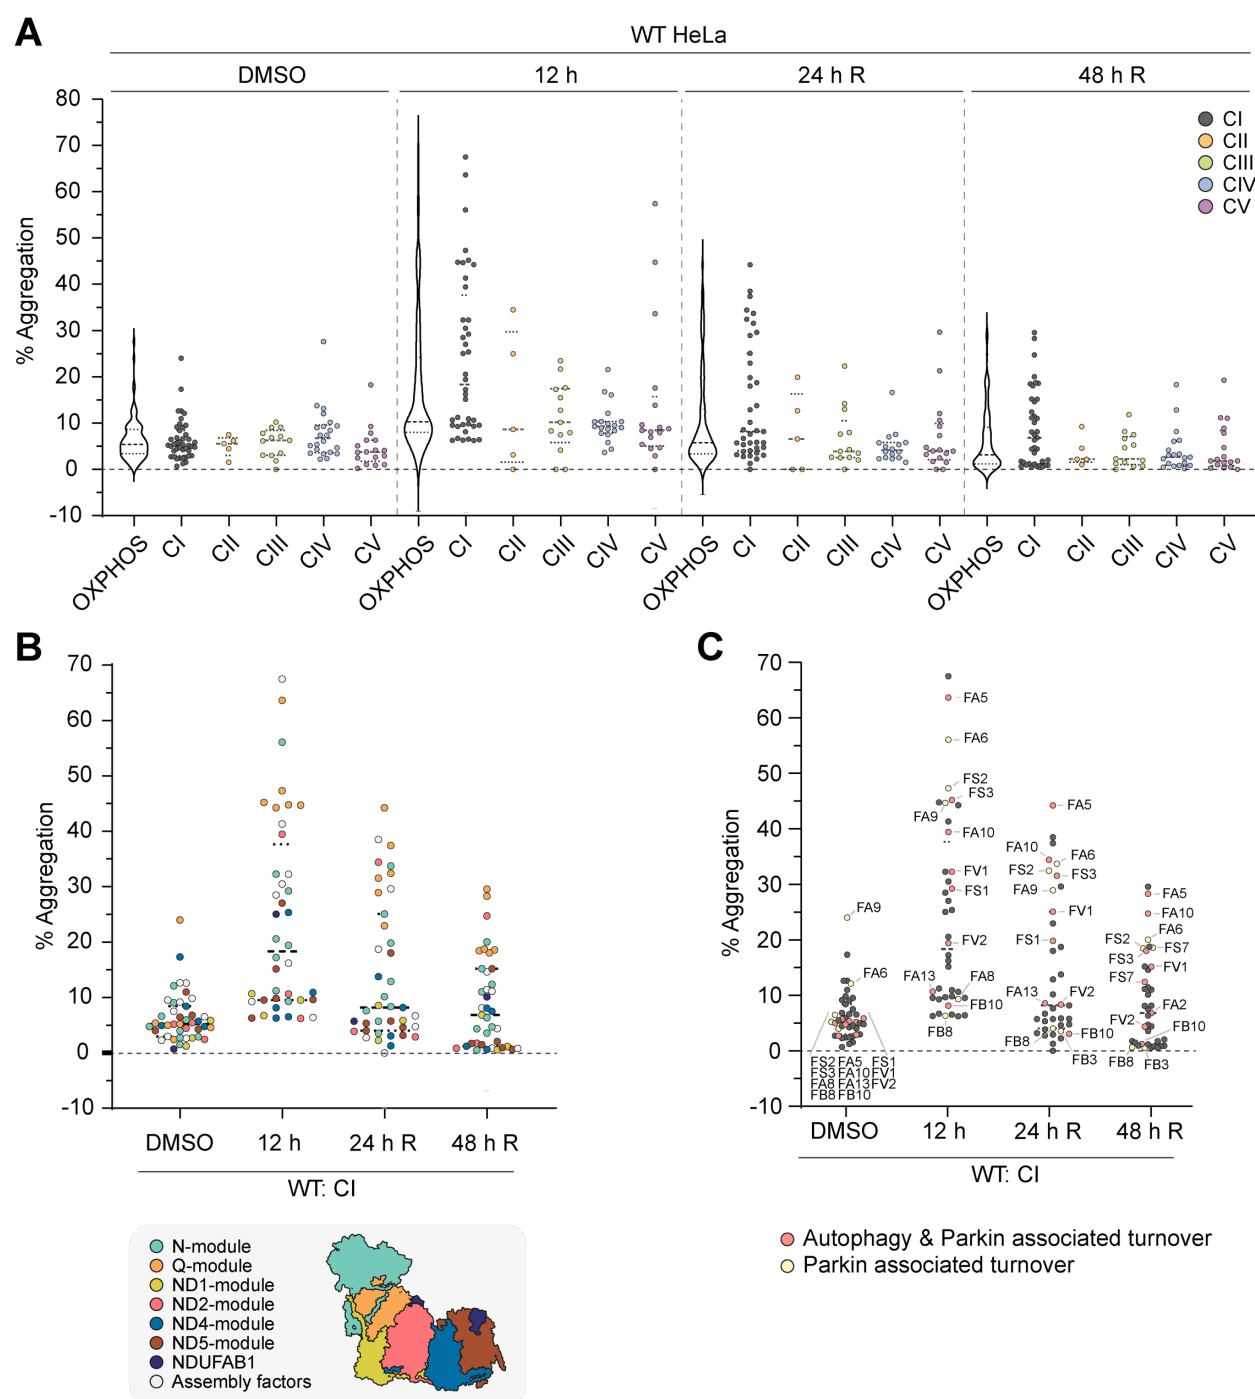 A
WT HeLa
DMSO 12 h 24 h R 48 h R
% Aggregation
80
70
60
50
40
30
20
10
0
-10
CI
CII
CIII
CIV
CV
OXPHOS CI CII CIII CIV CV OXPHOS CI CII CIII CIV CV OXPHOS CI CII CIII CIV CV OXPHOS CI CII CIII CIV CV
B
% Aggregation
70
60
50
40
30
20
10
0
-10
DMSO 12 h 24 h R 48 h R
WT: CI
N-module
Q-module
ND1-module
ND2-module
ND4-module
ND5-module
NDUFAB1
Assembly factors
C
% Aggregation
70
60
50
40
30
20
10
0
-10
FA9
FA6
FS2 FA5 FS1
FS3 FA10 FV1
FA8 FA13 FV2
FB8 FB10
FA5
FA6
FS2
FS3
FA9
FA10
FV1
FS1
FV2
FA13
FA8
FB10
FB8
FA5
FA10
FA6
FS2
FS3
FA9
FV1
FS1
FA13
FV2
FB8
FB10
FB3
FA5
FA10
FA6
FS2
FS7
FS3
FV1
FS7
FA2
FV2
FB10
FB8
FB3
DMSO 12 h 24 h R 48 h R
WT: CI
Autophagy & Parkin associated turnover
Parkin associated turnover